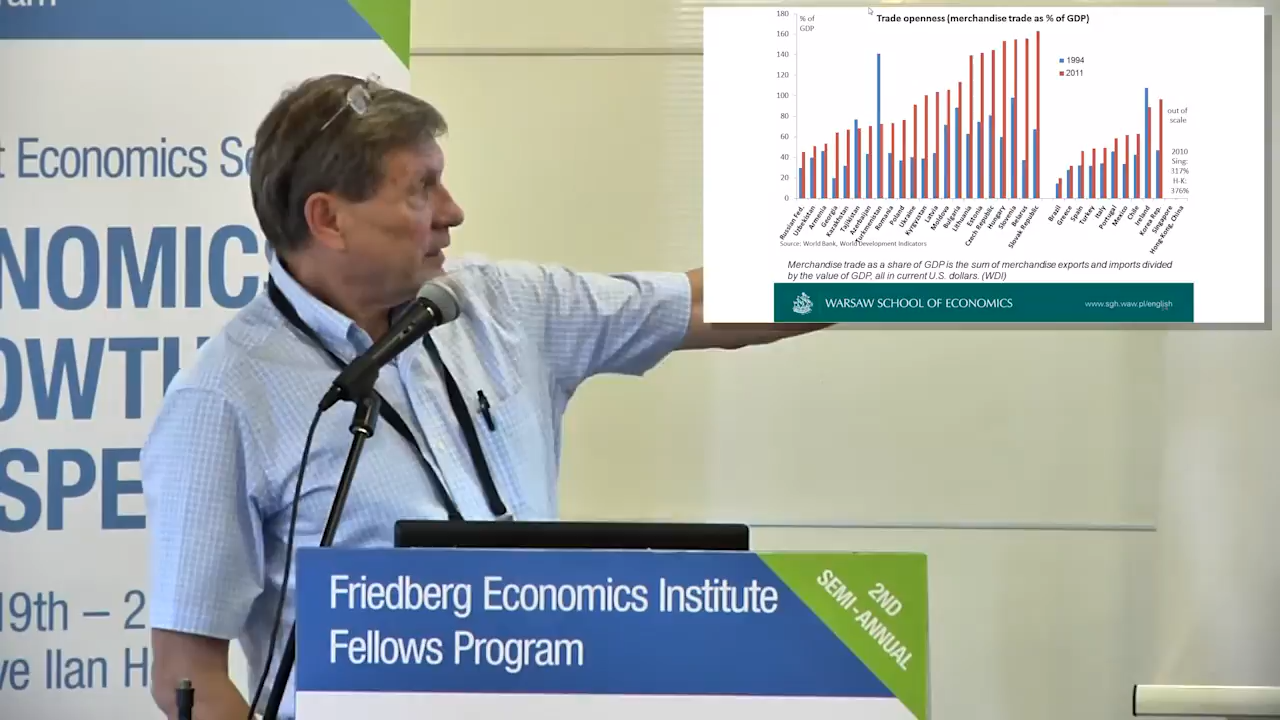 t Economics Se
NOMIC
OWTH
SPE
19th – 2
ve Ilan H
Friedberg Economics Institute
Fellows Program
2ND
SEMI-ANNUAL
Trade openness (merchandise trade as % of GDP)
% of
GDP
180
160
140
120
100
80
60
40
20
0
1994
2011
out of
scale
2010
Sing:
317%
H-K:
376%
Russian Fed.
Uzbekistan
Armenia
Georgia
Kazakhstan
Tajikistan
Azerbaijan
Turkmenistan
Romania
Poland
Ukraine
Kyrgyzstan
Latvia
Moldova
Bulgaria
Lithuania
Estonia
Czech Republic
Hungary
Slovenia
Belarus
Slovak Republic
Brazil
Greece
Spain
Turkey
Italy
Portugal
Mexico
Chile
Ireland
Korea Rep.
Singapore
Hong Kong, China
Source: World Bank, World Development Indicators
Merchandise trade as a share of GDP is the sum of merchandise exports and imports divided
by the value of GDP, all in current U.S. dollars. (WDI)
WARSAW SCHOOL OF ECONOMICS
www.sgh.waw.pl/english